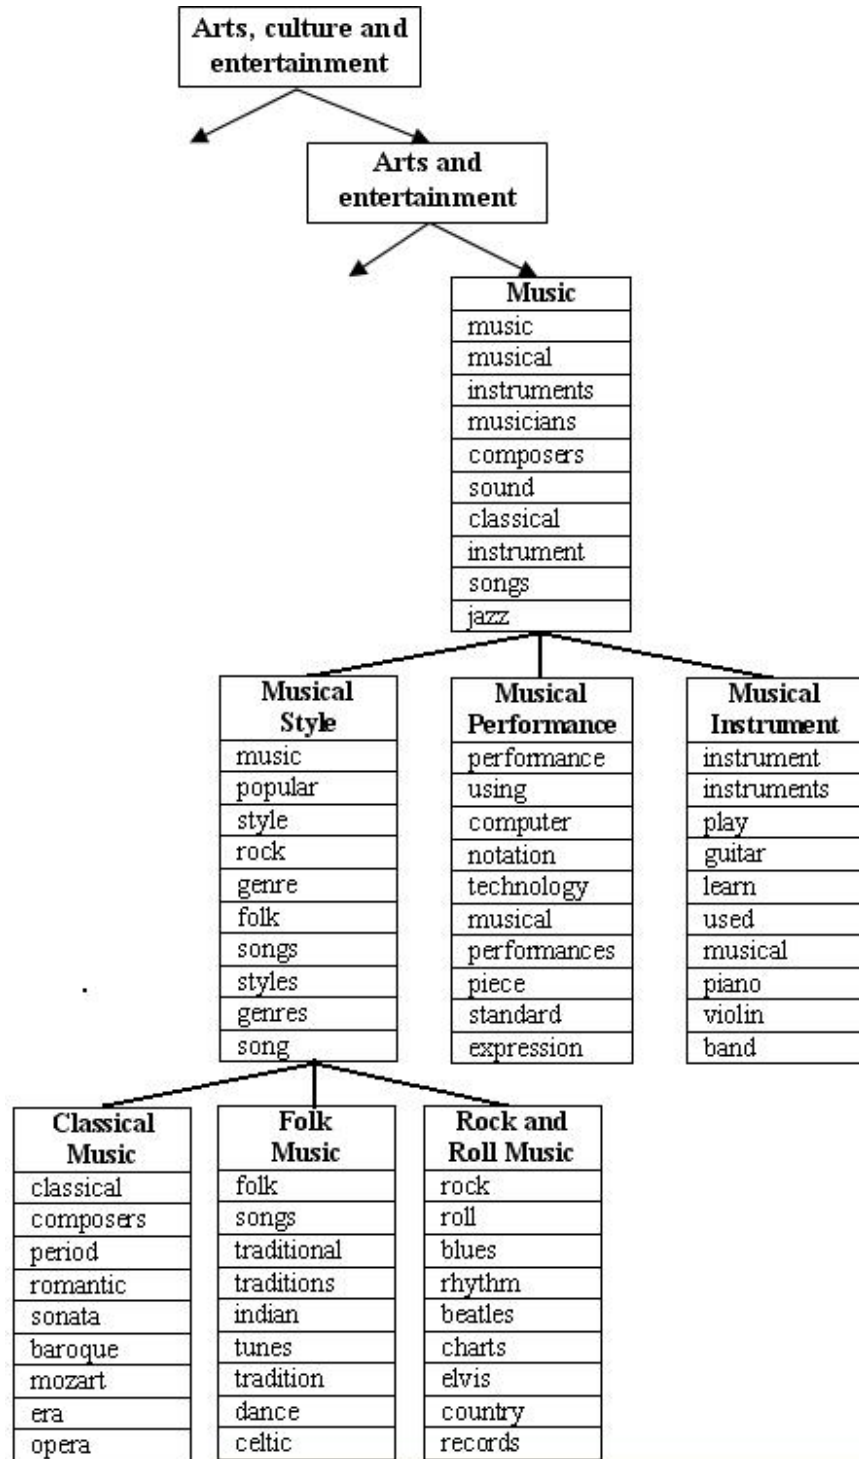 Arts, culture and
entertainment
Arts and
entertainment
Music
music
musical
instruments
musicians
composers
sound
classical
instrument
songs
jazz
Musical
Style
music
popular
style
rock
genre
folk
songs
styles
genres
song
Musical
Performance
performance
using
computer
notation
technology
musical
performances
piece
standard
expression
Musical
Instrument
instrument
instruments
play
guitar
learn
used
musical
piano
violin
band
Classical
Music
classical
composers
period
romantic
sonata
baroque
mozart
era
opera
Folk
Music
folk
songs
traditional
traditions
indian
tunes
tradition
dance
celtic
Rock and
Roll Music
rock
roll
blues
rhythm
beatles
charts
elvis
country
records